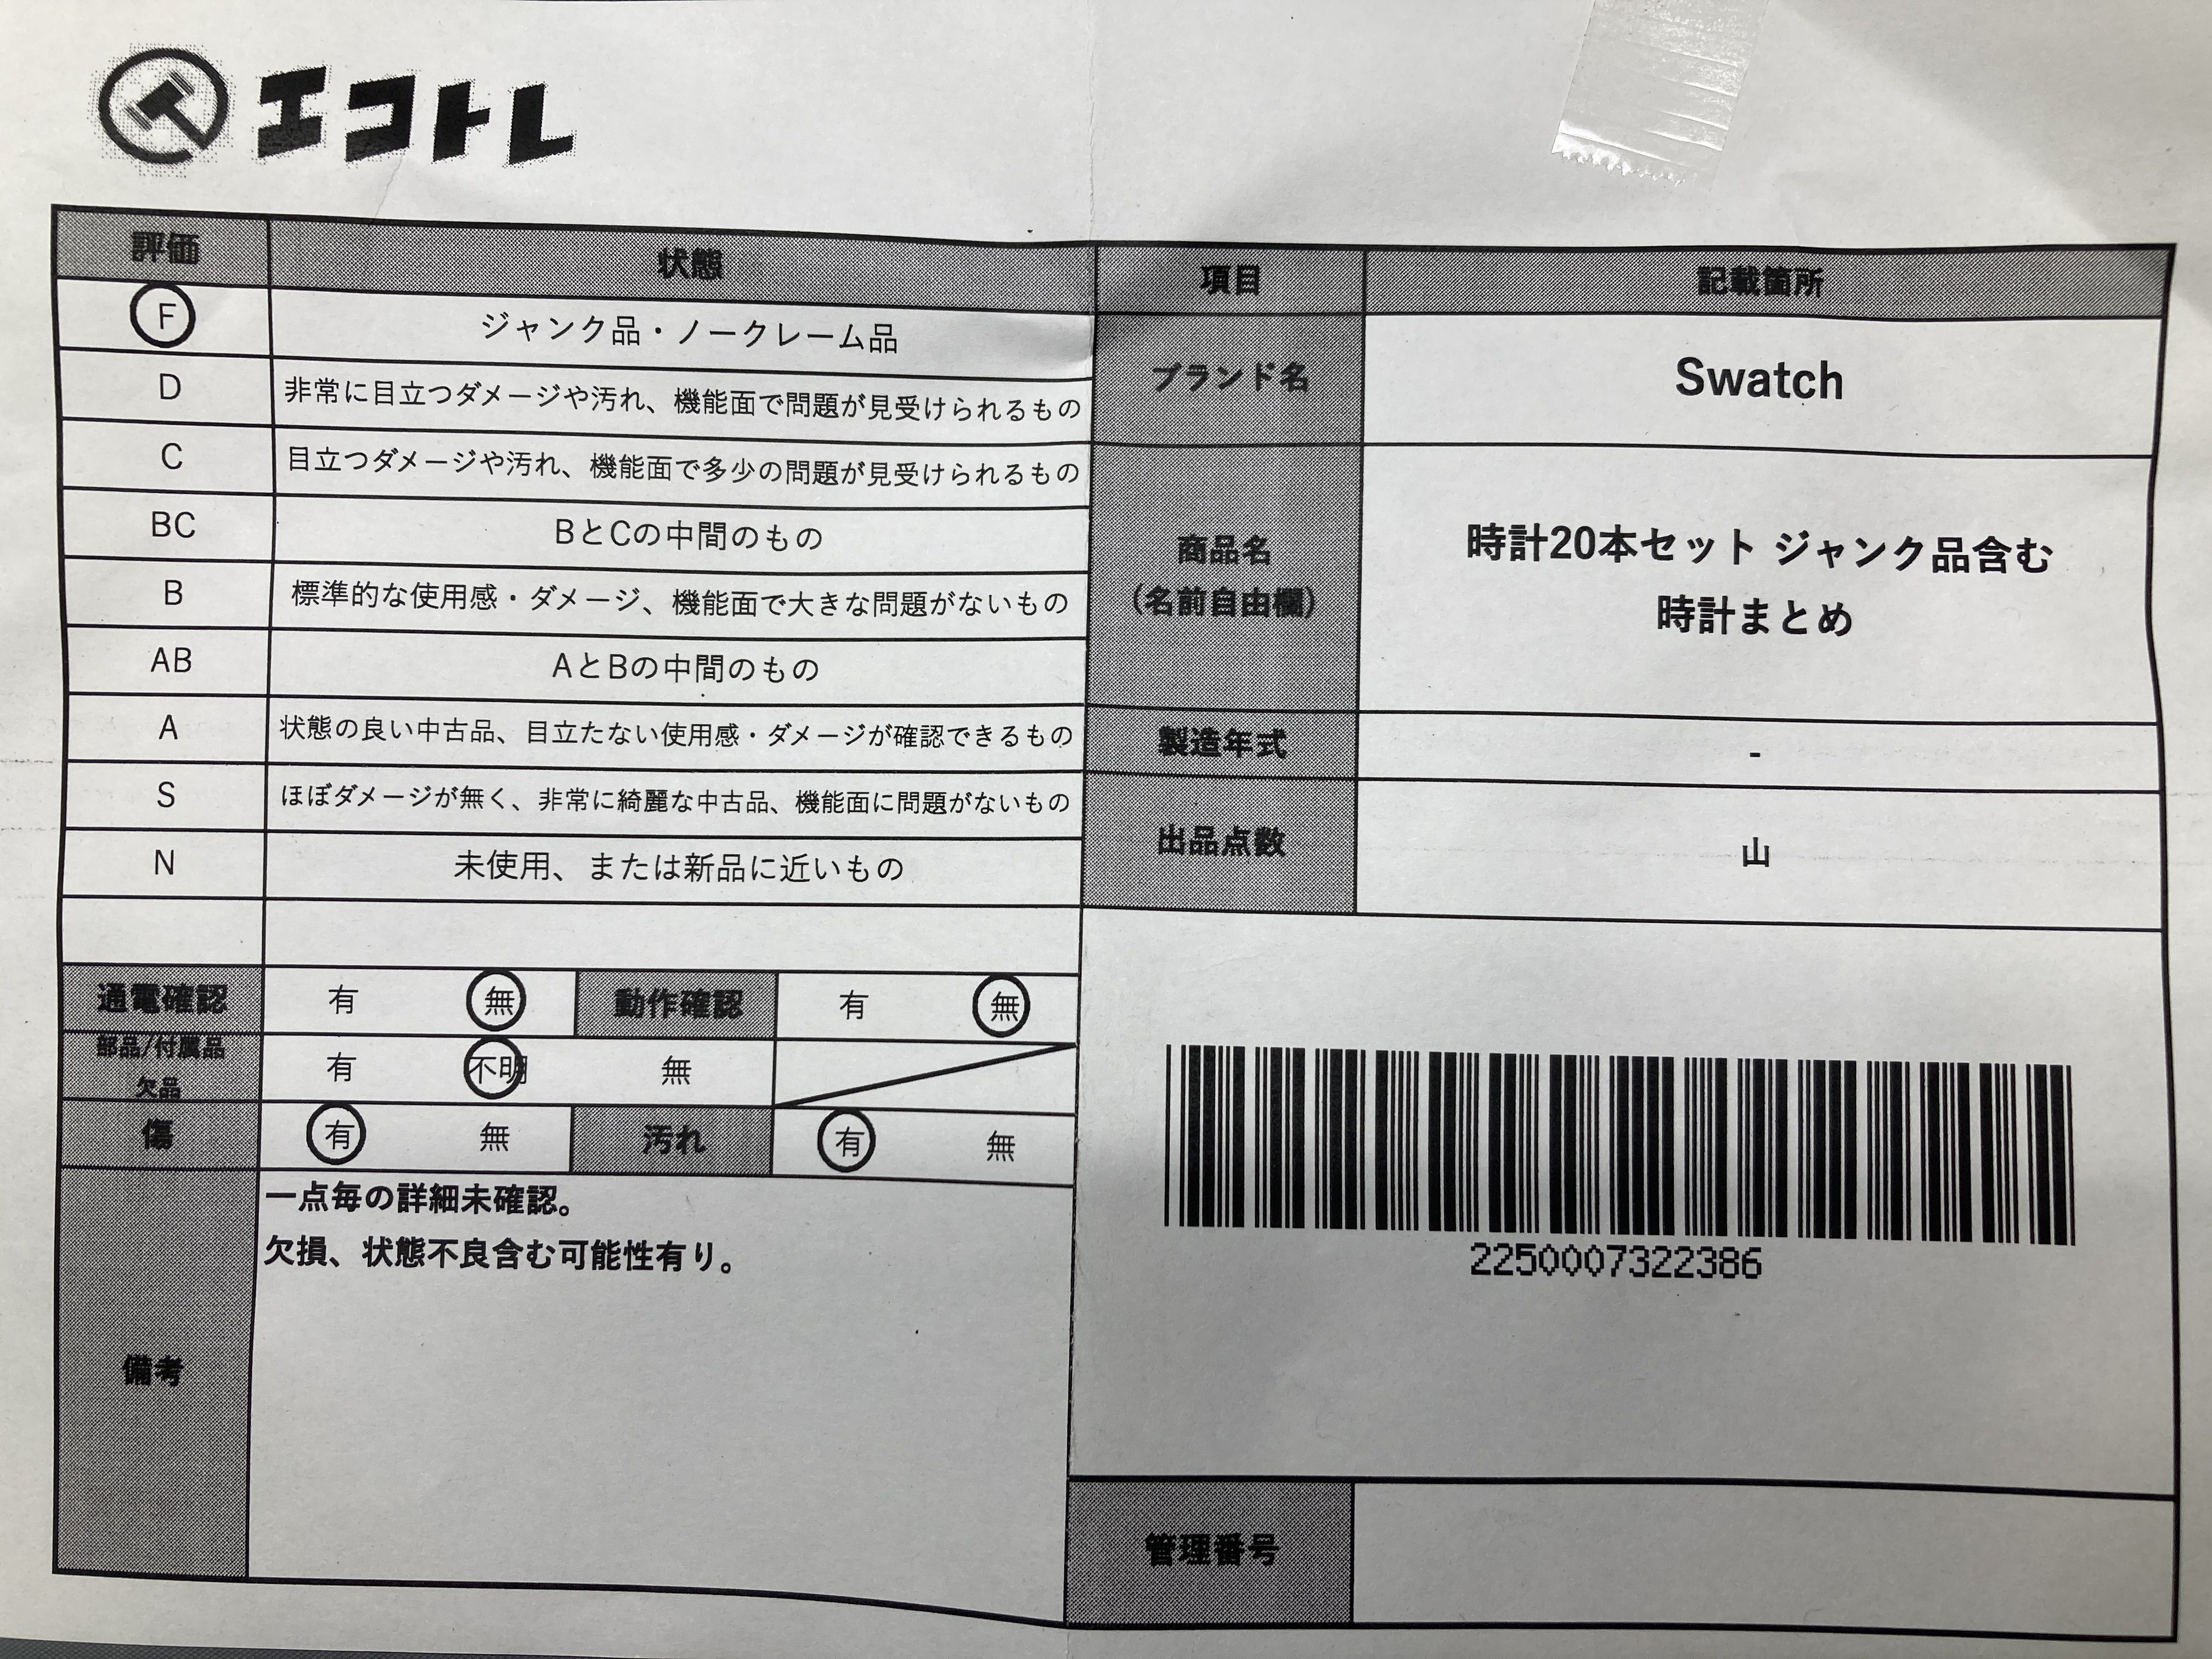 エコトレ
評価 状態
F ジャンク品・ノークレーム品
D 非常に目立つダメージや汚れ、機能面で問題が見受けられるもの
C 目立つダメージや汚れ、機能面で多少の問題が見受けられるもの
BC BとCの中間のもの
B 標準的な使用感・ダメージ、機能面で大きな問題がないもの
AB AとBの中間のもの
A 状態の良い中古品、目立たない使用感・ダメージが確認できるもの
S ほぼダメージが無く、非常に綺麗な中古品、機能面に問題がないもの
N 未使用、または新品に近いもの
通電確認 有 無 動作確認 有 無
部品/付属品
欠品 有 不明 無
傷 有 無 汚れ 有 無
備考
一点毎の詳細未確認。
欠損、状態不良含む可能性有り。
項目 記載箇所
ブランド名 Swatch
商品名
(名前自由欄)
時計20本セット ジャンク品含む
時計まとめ
製造年式 -
出品点数 山
2250007322386
管理番号